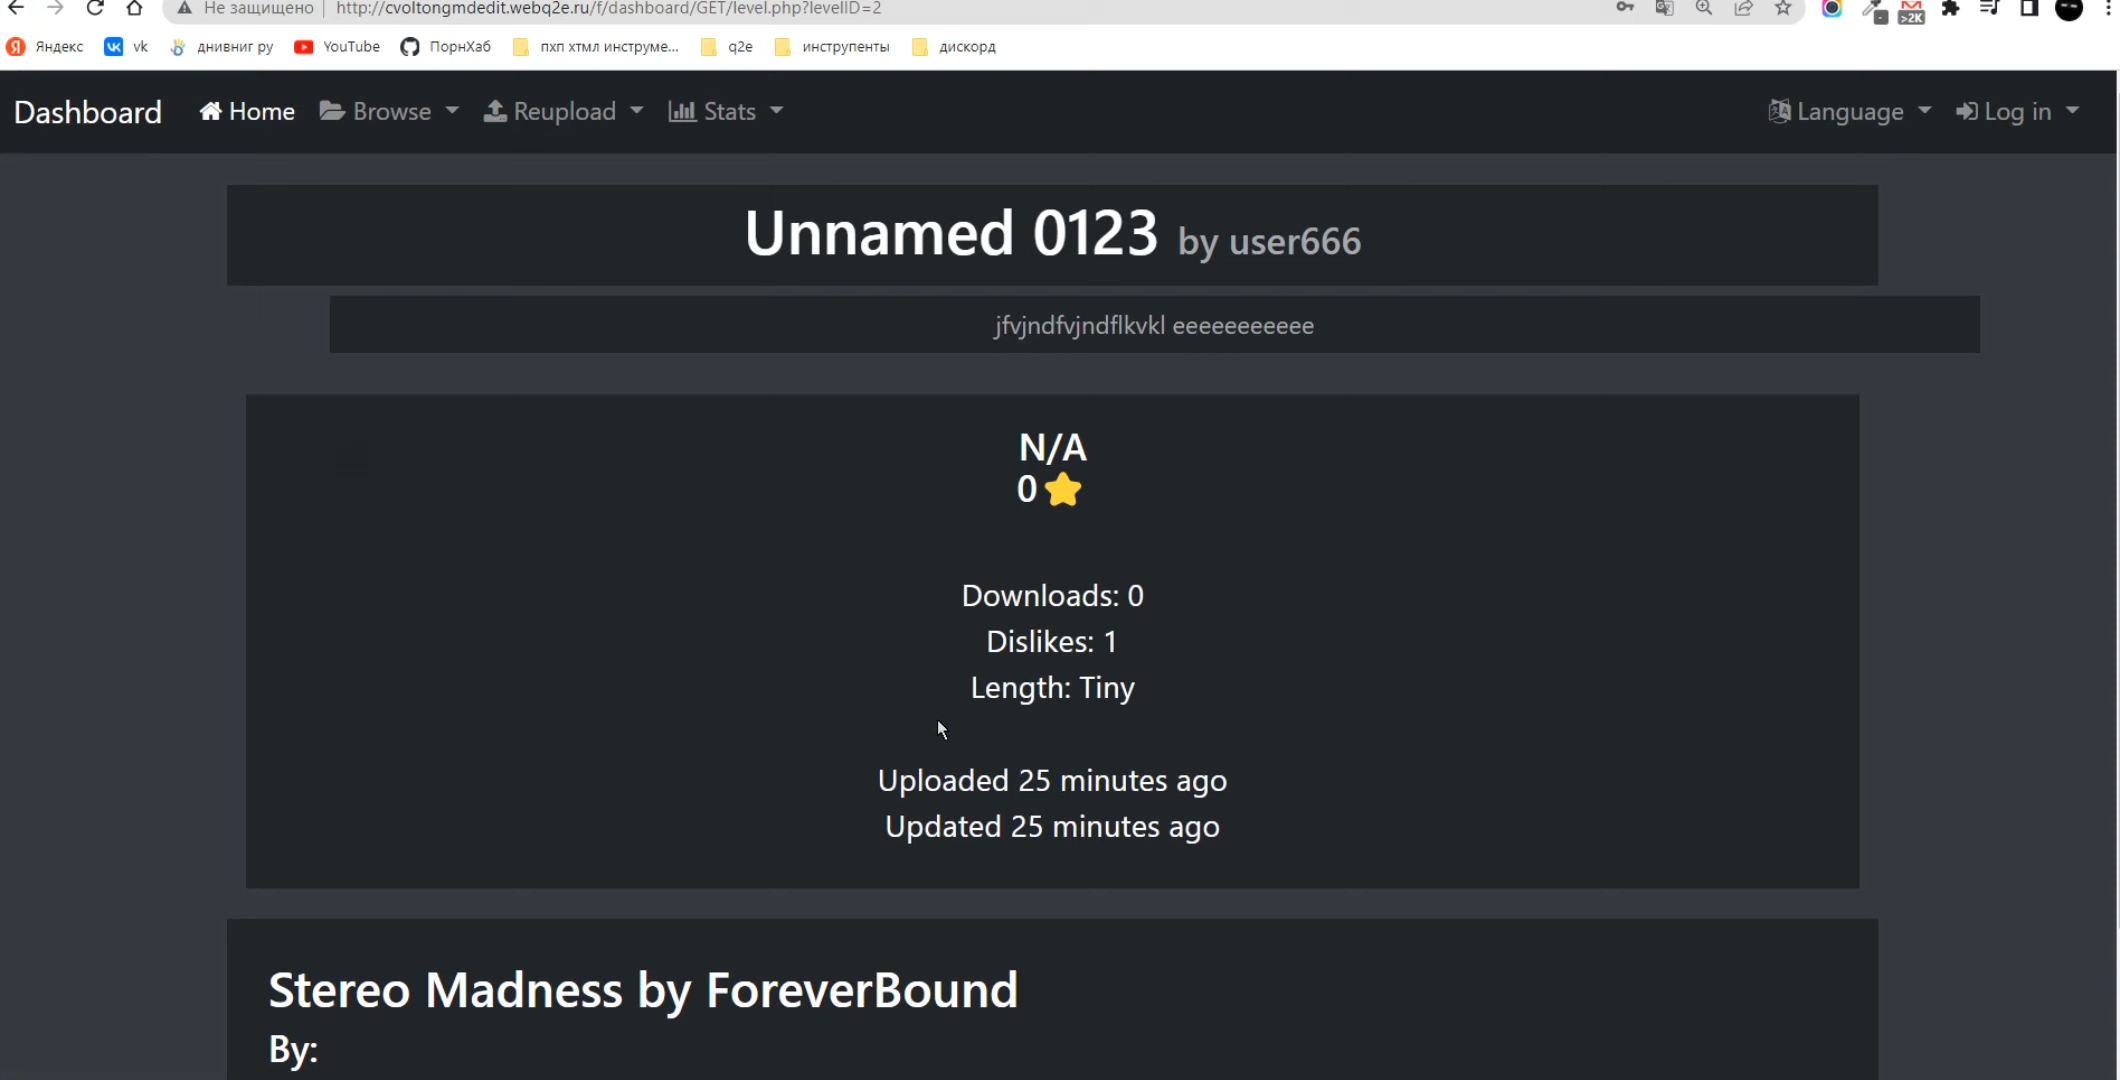 Не защищено http://cvoltongmdedit.webq2e.ru/f/dashboard/GET/level.php?levelID=2
>2K
Яндекс vk днивниг ру YouTube ПорнХаб пхп хтмл инструме... q2e инструпенты дискорд
Dashboard Home Browse Reupload Stats Language Log in
Unnamed 0123 by user666
jfvjndfvjndflkvkl eeeeeeeeeee
N/A
0
Downloads: 0
Dislikes: 1
Length: Tiny
Uploaded 25 minutes ago
Updated 25 minutes ago
Stereo Madness by ForeverBound
By: